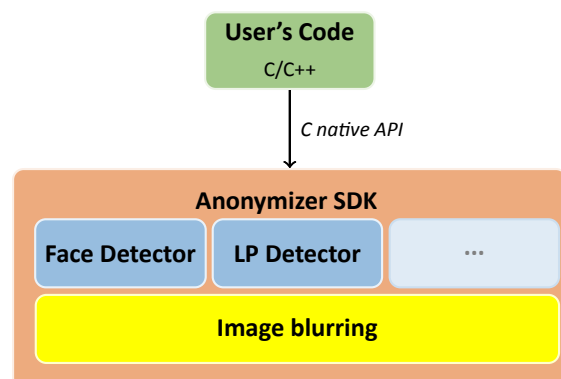 User's Code
C/C++
C native API
Anonymizer SDK
Face Detector
LP Detector
...
Image blurring